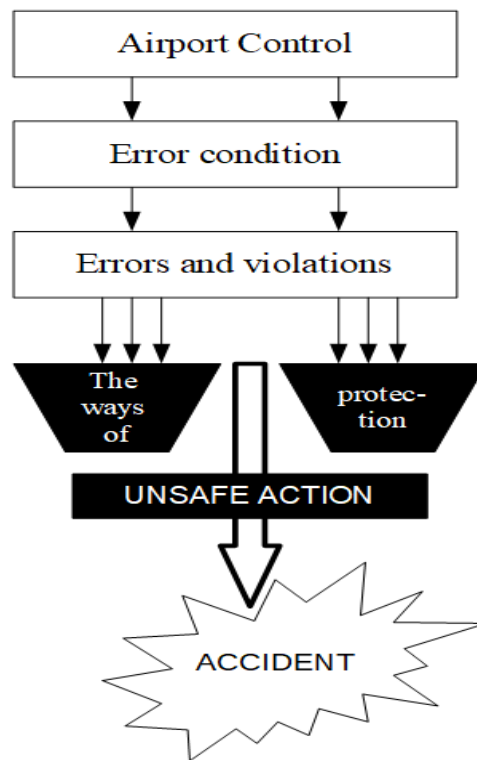 Airport Control
Error condition
Errors and violations
The
ways
of
protec-
tion
UNSAFE ACTION
ACCIDENT